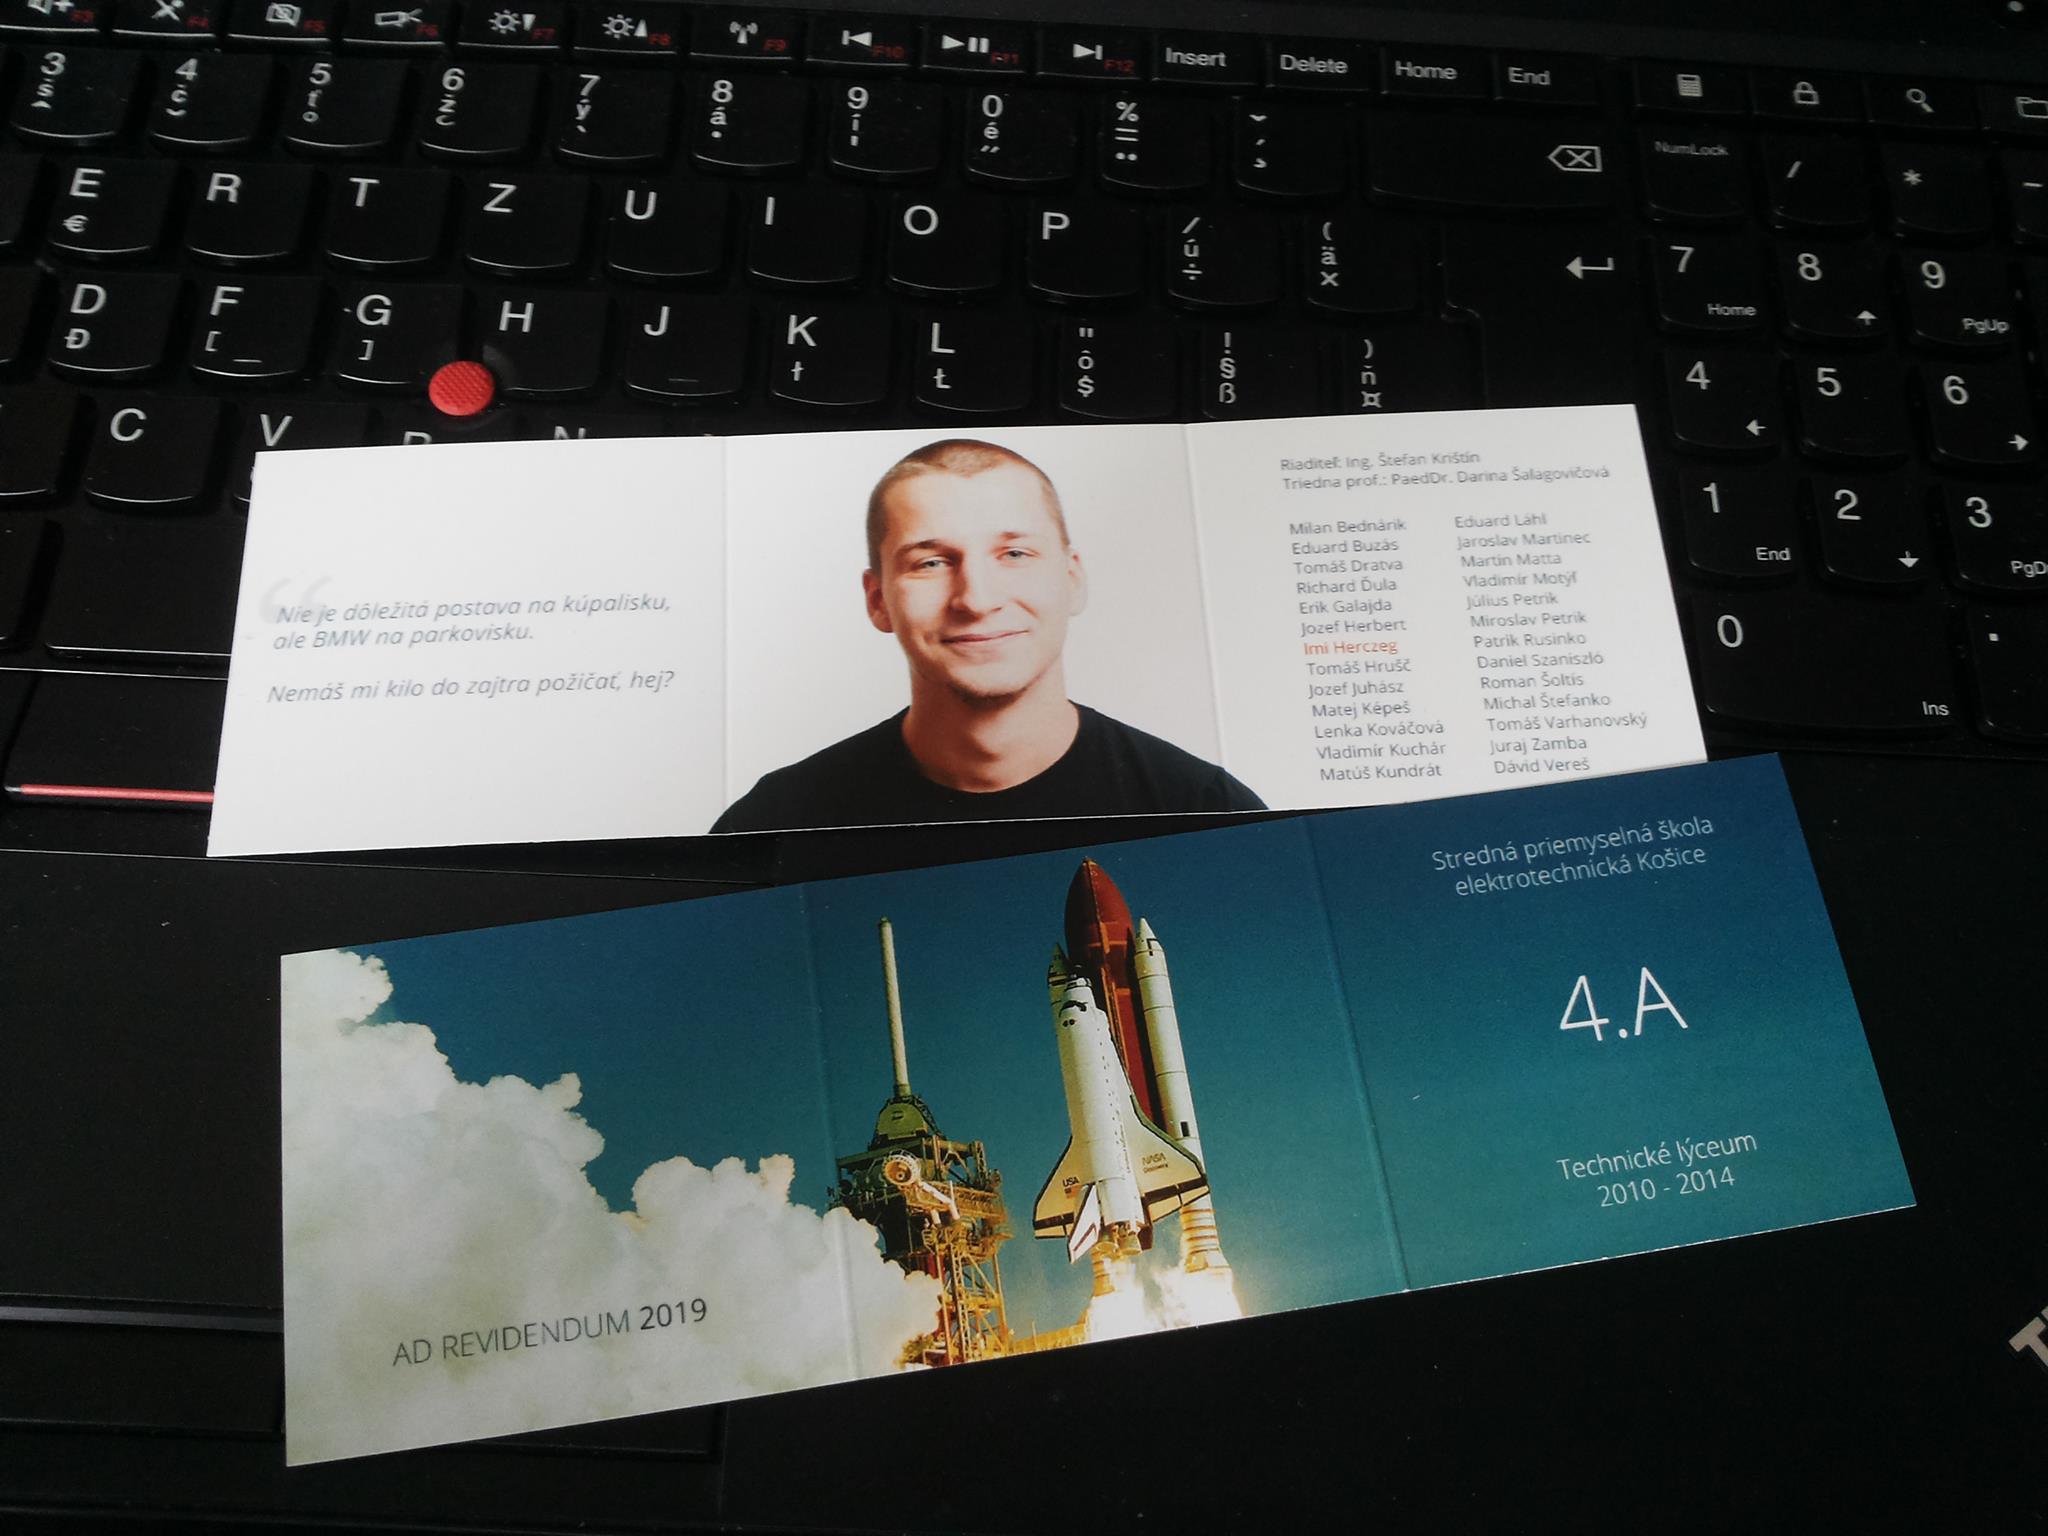 F3 F4 F5 F6 F7 F8 F9 F10 F11 F12 Insert Delete Home End
3 š ^ 4 č ˇ 5 ť ° 6 ž ˘ 7 ý ` 8 á ˙ 9 í 0 é ˝ % = ¨ ˇ ´ ¸ NumLock / * -
E € R T Z U I O P / ú ÷ ( ä × 7 Home 8 9 PgUp
D Đ F [ G ] H J K ł L Ł " ô $ ! § ß ) ň ¤ 4 5 6
C V B N 1 End 2 3 PgD
0 Ins .
Nie je dôležitá postava na kúpalisku,
ale BMW na parkovisku.
Nemáš mi kilo do zajtra požičať, hej?
Riaditeľ: Ing. Štefan Krištín
Triedna prof.: PaedDr. Darina Šalagovičová
Milan Bednárik
Eduard Buzás
Tomáš Dratva
Richard Ďula
Erik Galajda
Jozef Herbert
Imi Herczeg
Tomáš Hrušč
Jozef Juhász
Matej Képeš
Lenka Kováčová
Vladimír Kuchár
Matúš Kundrát
Eduard Láhl
Jaroslav Martinec
Martin Matta
Vladimír Motýľ
Július Petrik
Miroslav Petrik
Patrik Rusinko
Daniel Szaniszló
Roman Šoltis
Michal Štefanko
Tomáš Varhanovský
Juraj Zamba
Dávid Vereš
Stredná priemyselná škola
elektrotechnická Košice
4.A
Technické lýceum
2010 - 2014
USA
NASA
Discovery
AD REVIDENDUM 2019